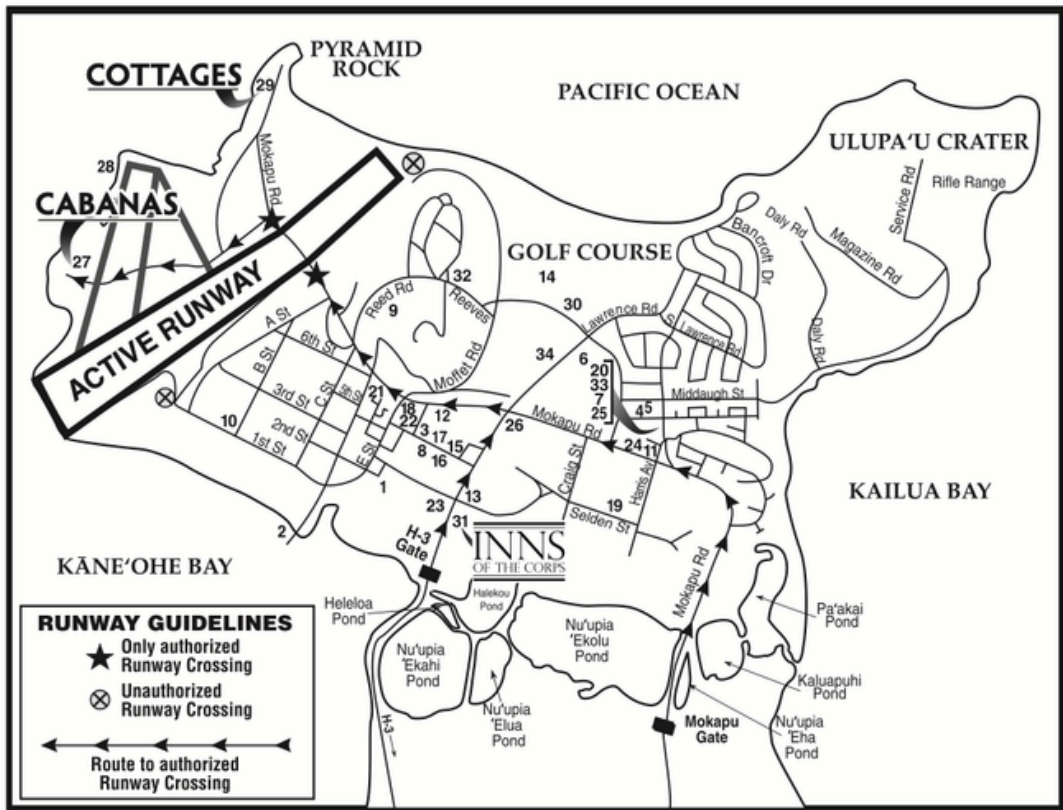 PYRAMID
ROCK
COTTAGES
29
PACIFIC OCEAN
ULUPA‘U CRATER
Service Rd
Rifle Range
Mokapu Rd
28
CABANAS
27
ACTIVE RUNWAY
GOLF COURSE
14
32
30
Reed Rd
9
Reeves
Bancroft Dr
Daly Rd
Magazine Rd
Daly Rd
Lawrence Rd
S. Lawrence Rd
A St
6th St
B St
C St
5th St
3rd St
2nd St
1st St
E St
10
21
Moffet Rd
34
6
20
33
7
25
Middaugh St
4
5
18
22
12
3
17
15
8
16
26
Mokapu Rd
24
11
Craig St
Harris Av
19
Selden St
1
23
13
31
2
H-3
Gate
INNS
OF THE CORPS
KAILUA BAY
KĀNE‘OHE BAY
Mokapu Rd
Heleloa
Pond
Halekou
Pond
Nu‘upia
‘Ekahi
Pond
Nu‘upia
‘Elua
Pond
Nu‘upia
‘Ekolu
Pond
Pa‘akai
Pond
Kaluapuhi
Pond
Nu‘upia
‘Eha
Pond
Mokapu
Gate
H-3
RUNWAY GUIDELINES
Only authorized
Runway Crossing
Unauthorized
Runway Crossing
Route to authorized
Runway Crossing